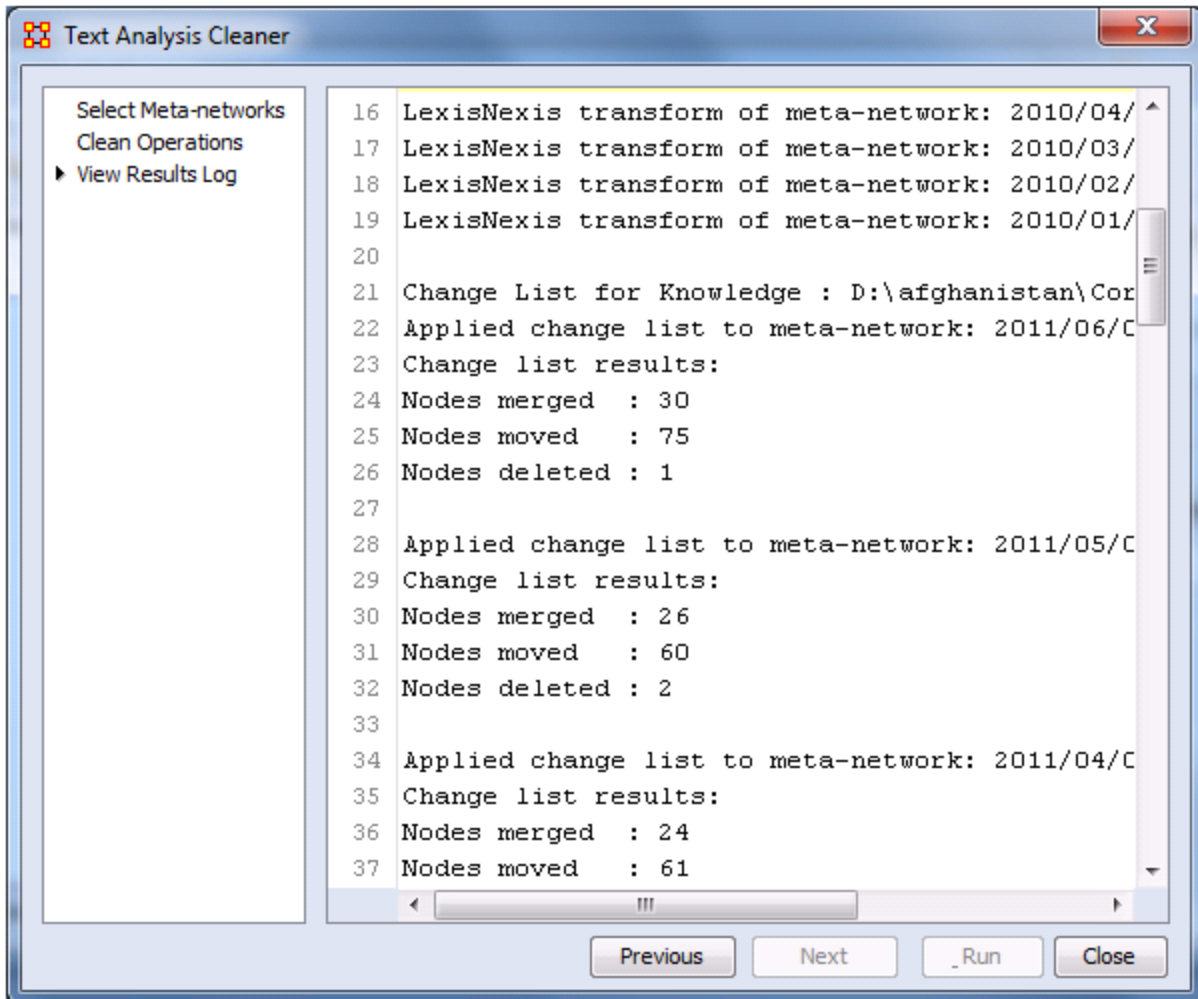 Text Analysis Cleaner
Select Meta-networks
Clean Operations
View Results Log
16 LexisNexis transform of meta-network: 2010/04/
17 LexisNexis transform of meta-network: 2010/03/
18 LexisNexis transform of meta-network: 2010/02/
19 LexisNexis transform of meta-network: 2010/01/
20
21 Change List for Knowledge : D:\afghanistan\Cor
22 Applied change list to meta-network: 2011/06/0
23 Change list results:
24 Nodes merged  : 30
25 Nodes moved   : 75
26 Nodes deleted : 1
27
28 Applied change list to meta-network: 2011/05/0
29 Change list results:
30 Nodes merged  : 26
31 Nodes moved   : 60
32 Nodes deleted : 2
33
34 Applied change list to meta-network: 2011/04/0
35 Change list results:
36 Nodes merged  : 24
37 Nodes moved   : 61
Previous
Next
_Run
Close